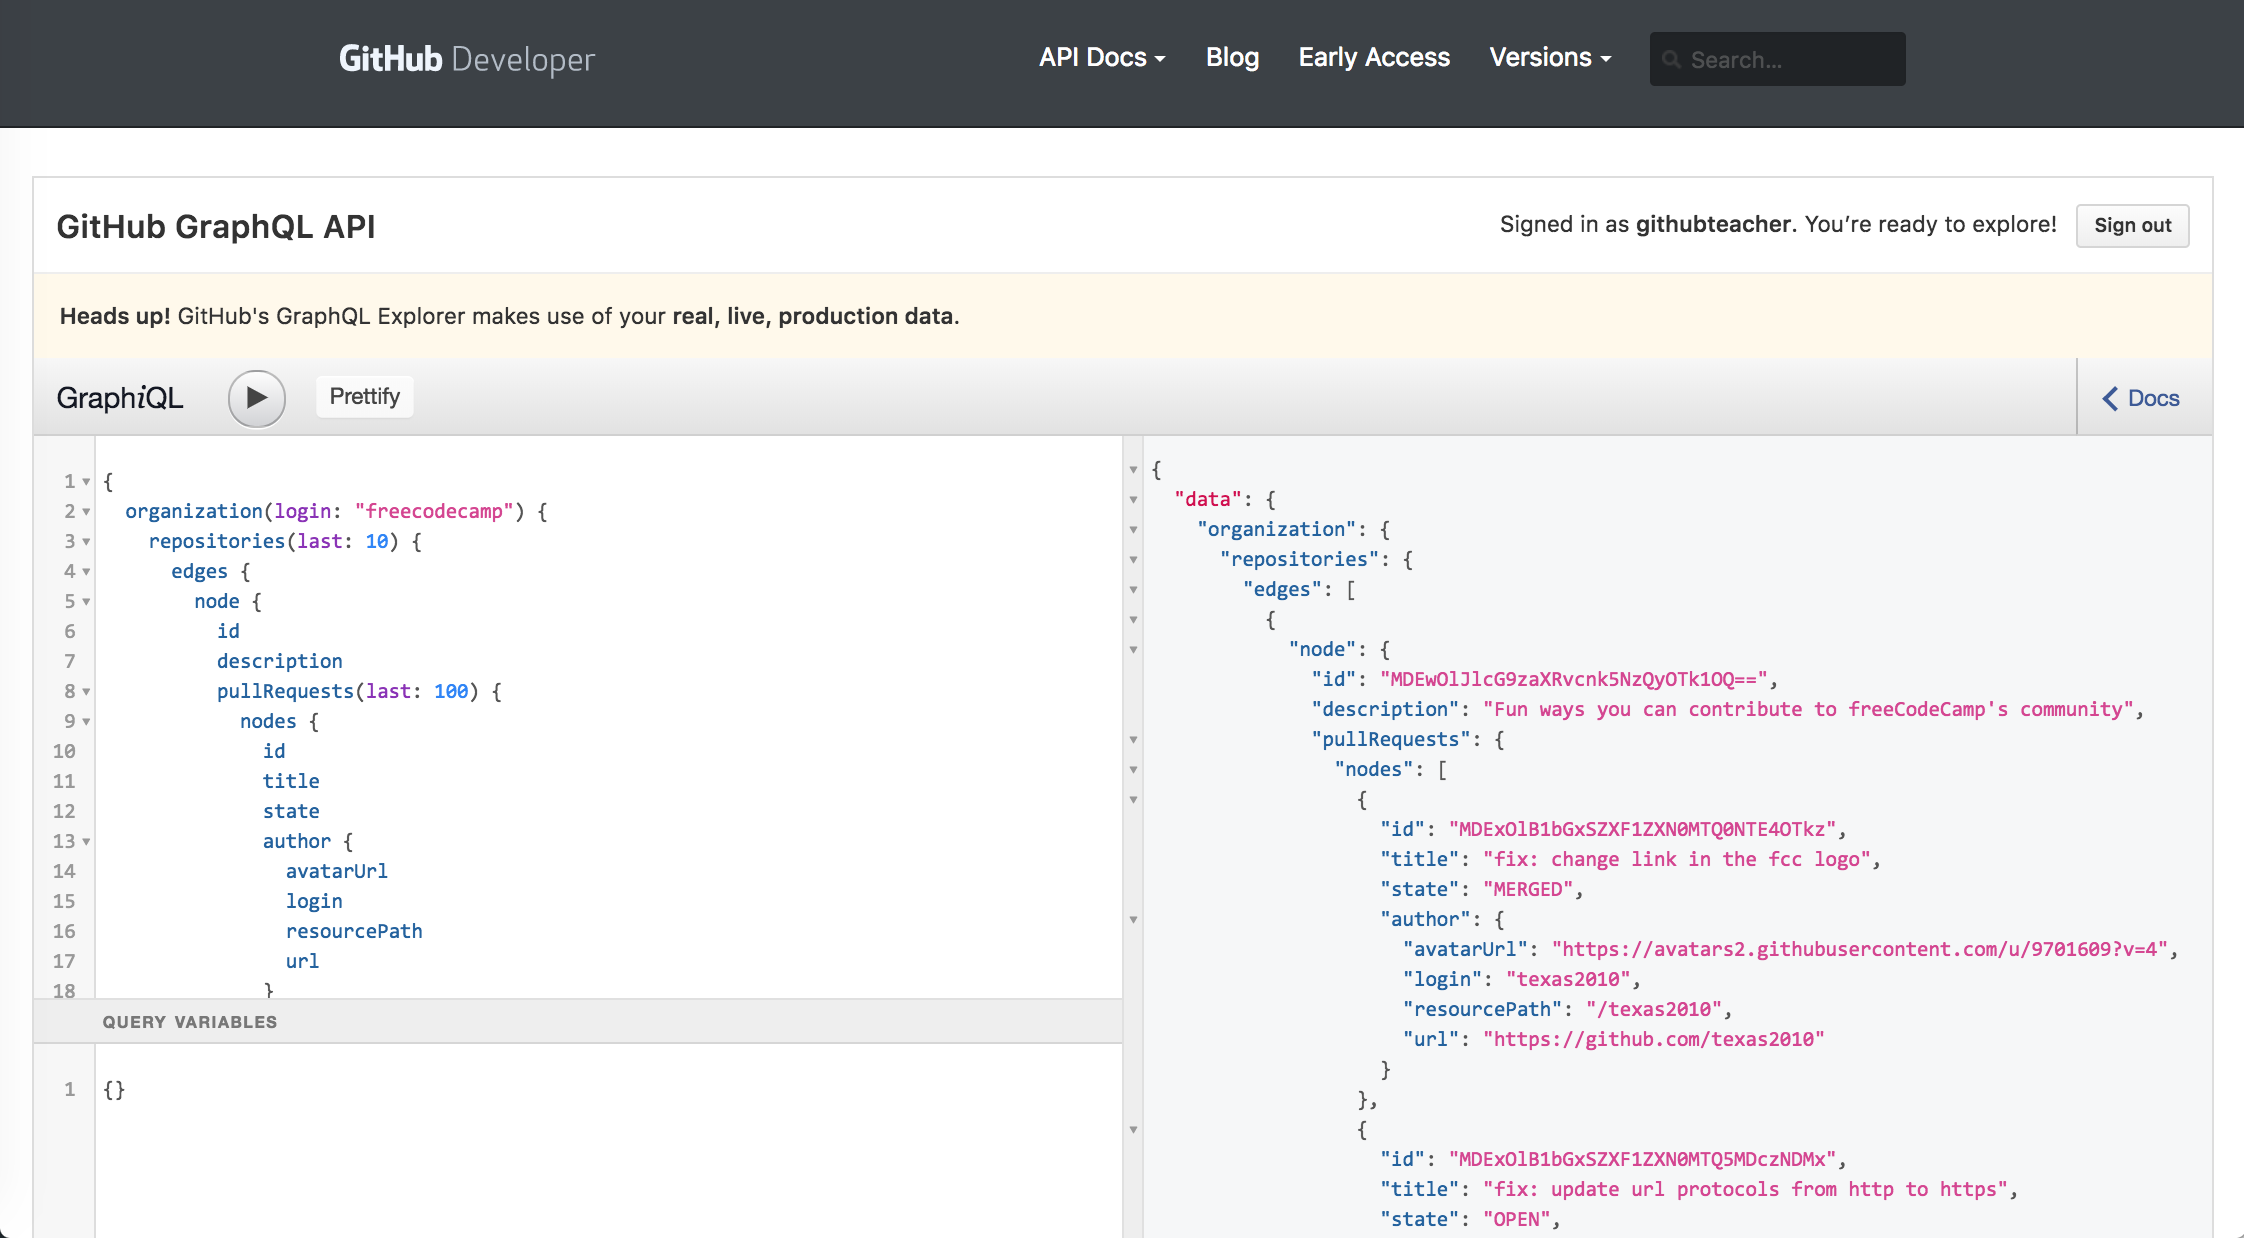 GitHub Developer
API Docs Blog Early Access Versions Search...
GitHub GraphQL API
Signed in as githubteacher. You’re ready to explore! Sign out
Heads up! GitHub's GraphQL Explorer makes use of your real, live, production data.
GraphiQL Prettify Docs
1 {
2 organization(login: "freecodecamp") {
3 repositories(last: 10) {
4 edges {
5 node {
6 id
7 description
8 pullRequests(last: 100) {
9 nodes {
10 id
11 title
12 state
13 author {
14 avatarUrl
15 login
16 resourcePath
17 url
18 }
QUERY VARIABLES
1 {}
{
"data": {
"organization": {
"repositories": {
"edges": [
{
"node": {
"id": "MDEwOlJlcG9zaXRvcnk5NzQyOTk1OQ==",
"description": "Fun ways you can contribute to freeCodeCamp's community",
"pullRequests": {
"nodes": [
{
"id": "MDExOlB1bGxSZXF1ZXN0MTQ0NTE4OTkz",
"title": "fix: change link in the fcc logo",
"state": "MERGED",
"author": {
"avatarUrl": "https://avatars2.githubusercontent.com/u/9701609?v=4",
"login": "texas2010",
"resourcePath": "/texas2010",
"url": "https://github.com/texas2010"
}
},
{
"id": "MDExOlB1bGxSZXF1ZXN0MTQ5MDczNDMx",
"title": "fix: update url protocols from http to https",
"state": "OPEN",